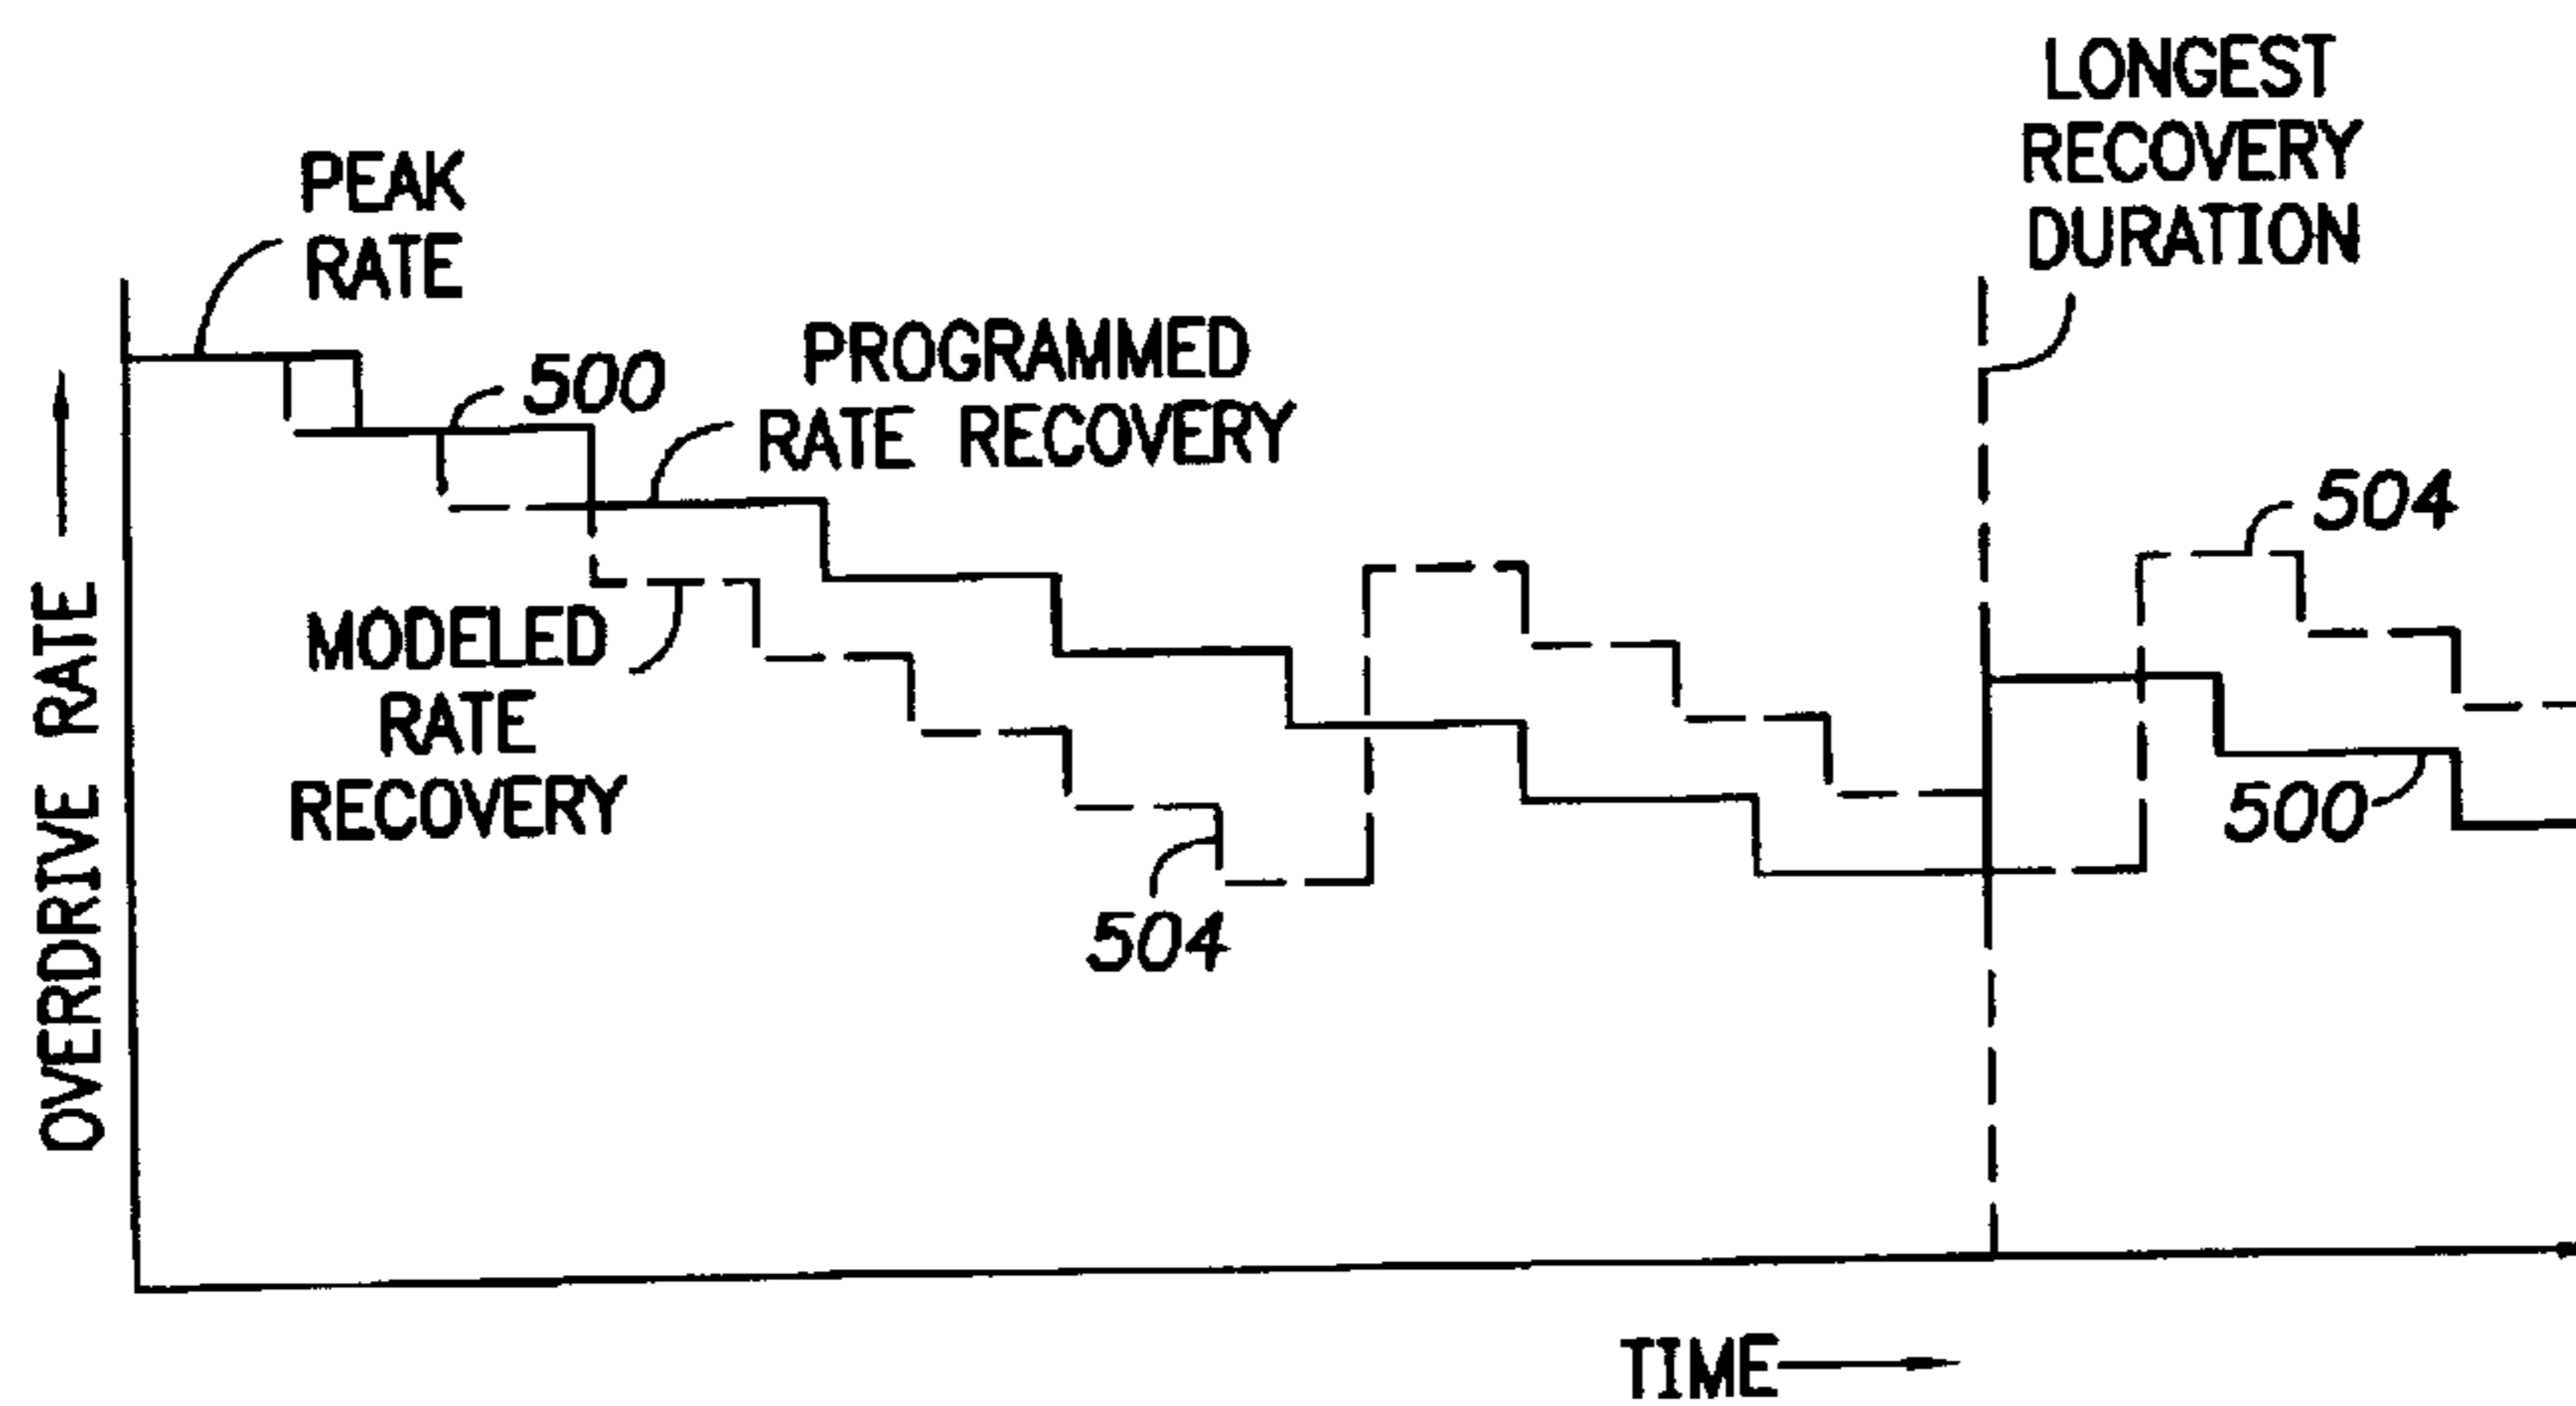 LONGEST
RECOVERY
DURATION
PEAK
RATE
500
PROGRAMMED
RATE RECOVERY
504
MODELED
RATE
RECOVERY
500
504
OVERDRIVE RATE
TIME